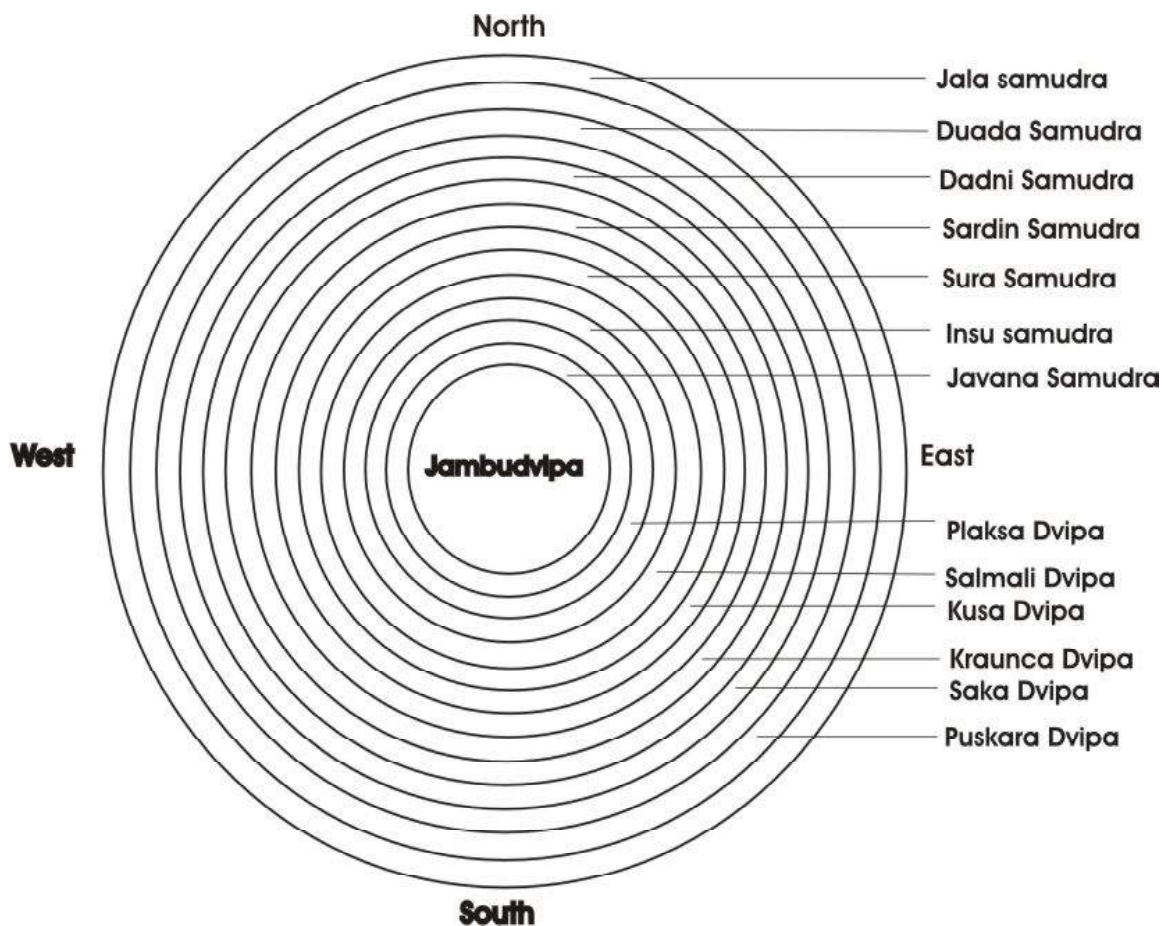 North
Jala samudra
Duada Samudra
Dadni Samudra
Sardin Samudra
Sura Samudra
Insu samudra
Javana Samudra
West
Jambudvipa
East
Plaksa Dvipa
Salmali Dvipa
Kusa Dvipa
Kraunca Dvipa
Saka Dvipa
Puskara Dvipa
South